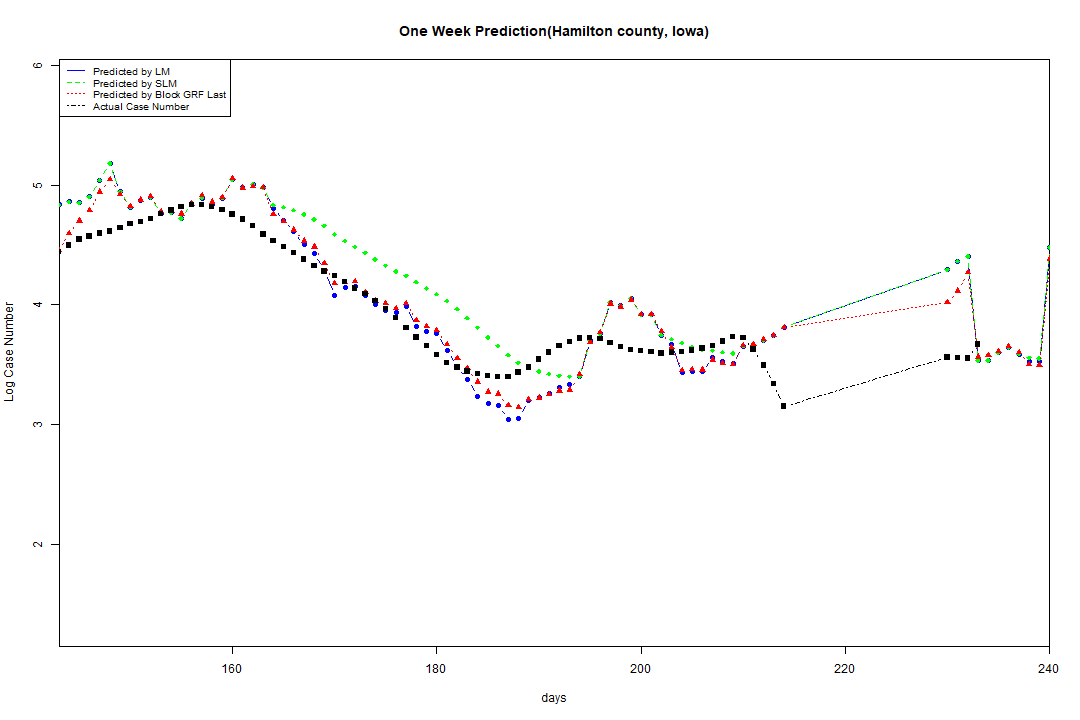 One Week Prediction(Hamilton county, Iowa)
Predicted by LM
Predicted by SLM
Predicted by Block GRF Last
Actual Case Number
6
5
4
3
2
Log Case Number
160 180 200 220 240
days